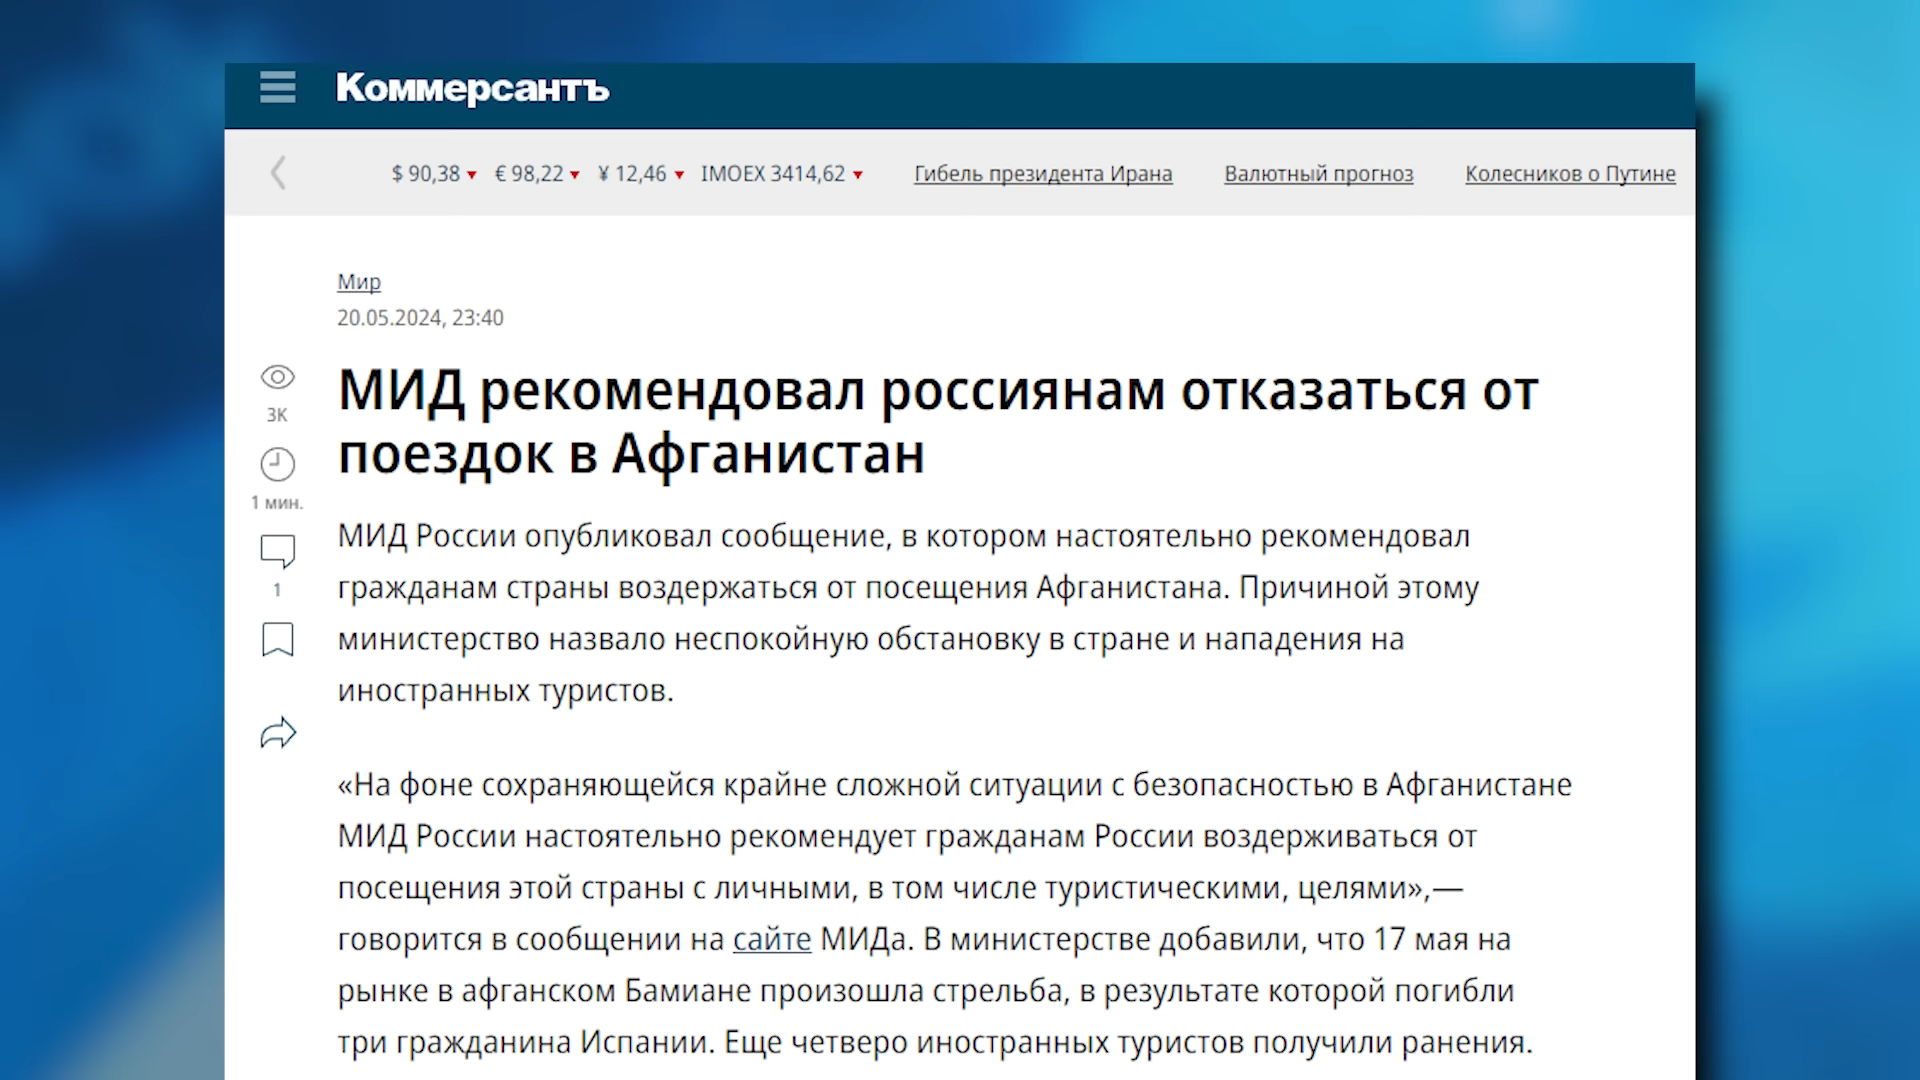 Коммерсантъ
$ 90,38 € 98,22 ¥ 12,46 IMOEX 3414,62 Гибель президента Ирана Валютный прогноз Колесников о Путине
Мир
20.05.2024, 23:40
МИД рекомендовал россиянам отказаться от
поездок в Афганистан
3K
1 мин.
1
МИД России опубликовал сообщение, в котором настоятельно рекомендовал
гражданам страны воздержаться от посещения Афганистана. Причиной этому
министерство назвало неспокойную обстановку в стране и нападения на
иностранных туристов.
«На фоне сохраняющейся крайне сложной ситуации с безопасностью в Афганистане
МИД России настоятельно рекомендует гражданам России воздерживаться от
посещения этой страны с личными, в том числе туристическими, целями»,—
говорится в сообщении на сайте МИДа. В министерстве добавили, что 17 мая на
рынке в афганском Бамиане произошла стрельба, в результате которой погибли
три гражданина Испании. Еще четверо иностранных туристов получили ранения.